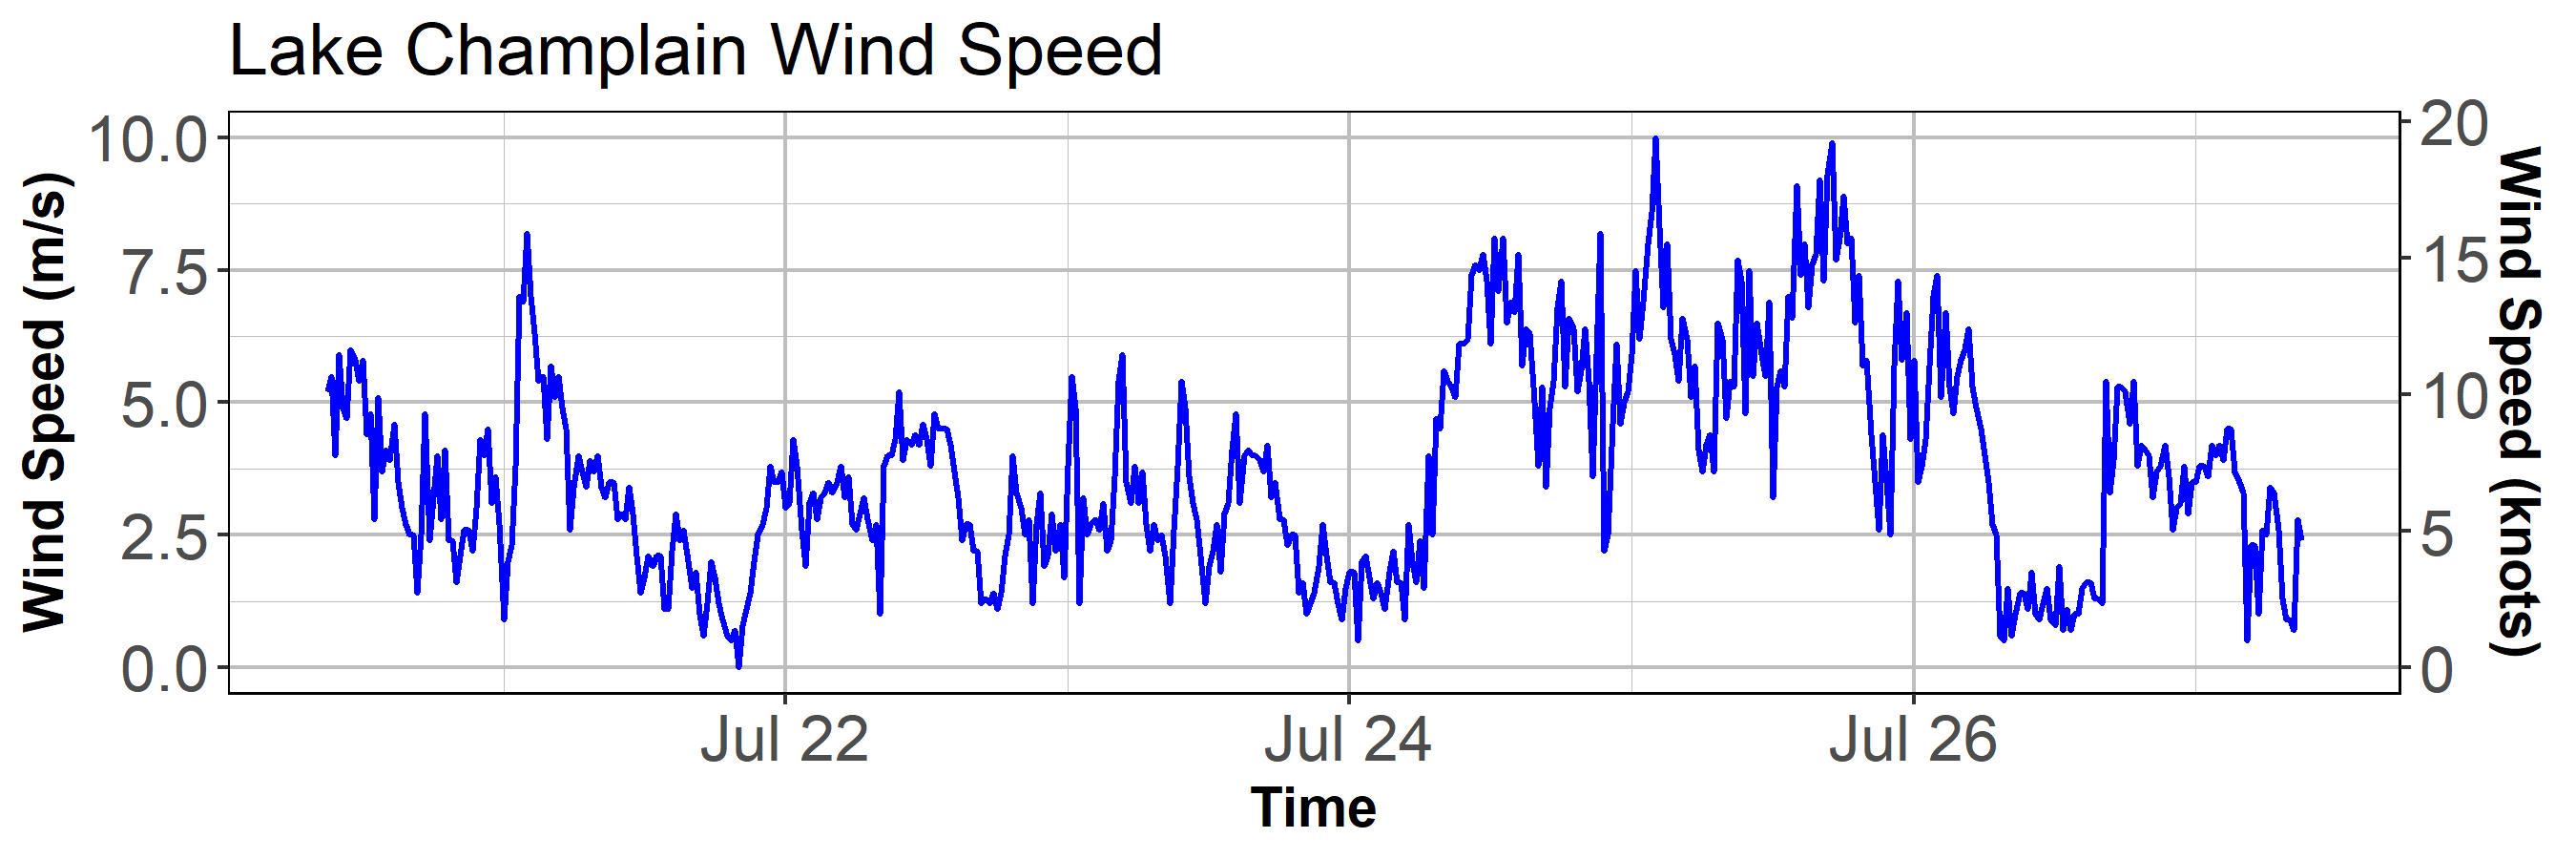 Lake Champlain Wind Speed
Wind Speed (m/s)
10.0
7.5
5.0
2.5
0.0
20
15
10
5
0
Wind Speed (knots)
Jul 22
Jul 24
Jul 26
Time